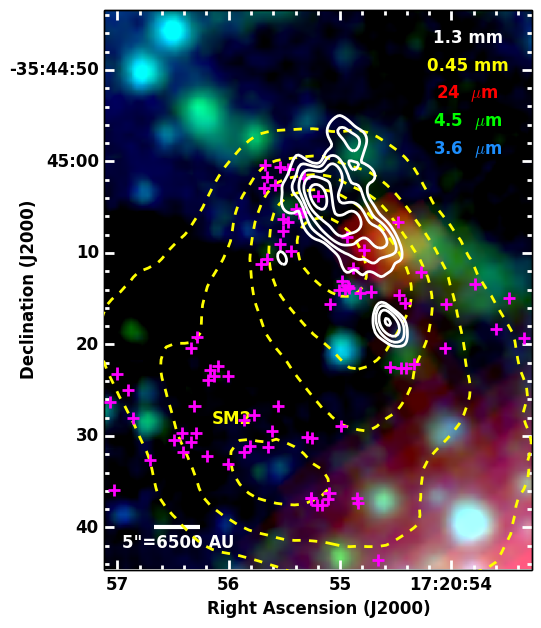 1.3 mm
0.45 mm
24 μm
4.5 μm
3.6 μm
-35:44:50
45:00
10
20
30
40
Declination (J2000)
SM2
5"=6500 AU
57 56 55 17:20:54
Right Ascension (J2000)